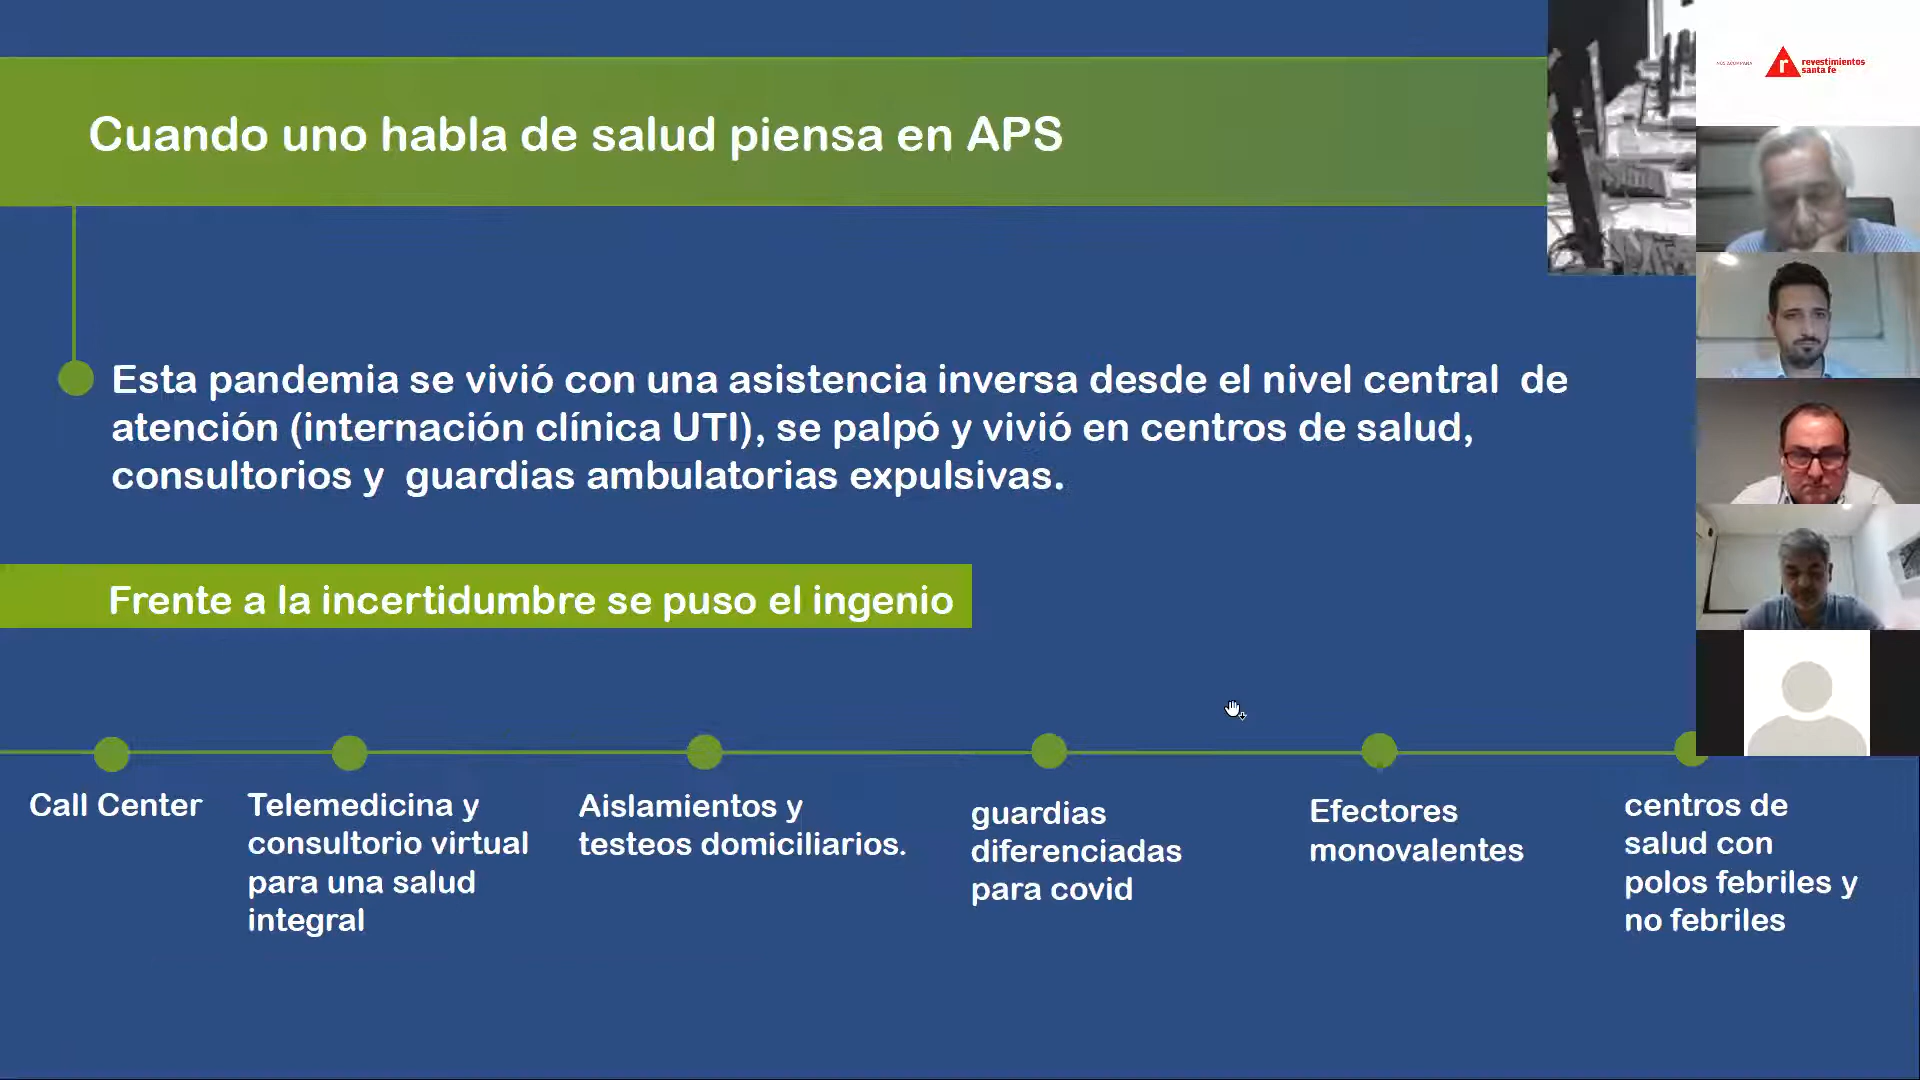 Cuando uno habla de salud piensa en APS
Esta pandemia se vivió con una asistencia inversa desde el nivel central de
atención (internación clínica UTI), se palpó y vivió en centros de salud,
consultorios y guardias ambulatorias expulsivas.
Frente a la incertidumbre se puso el ingenio
Call Center
Telemedicina y
consultorio virtual
para una salud
integral
Aislamientos y
testeos domiciliarios.
guardias
diferenciadas
para covid
Efectores
monovalentes
centros de
salud con
polos febriles y
no febriles
NOS ACOMPAÑA
r
revestimientos
santa fe